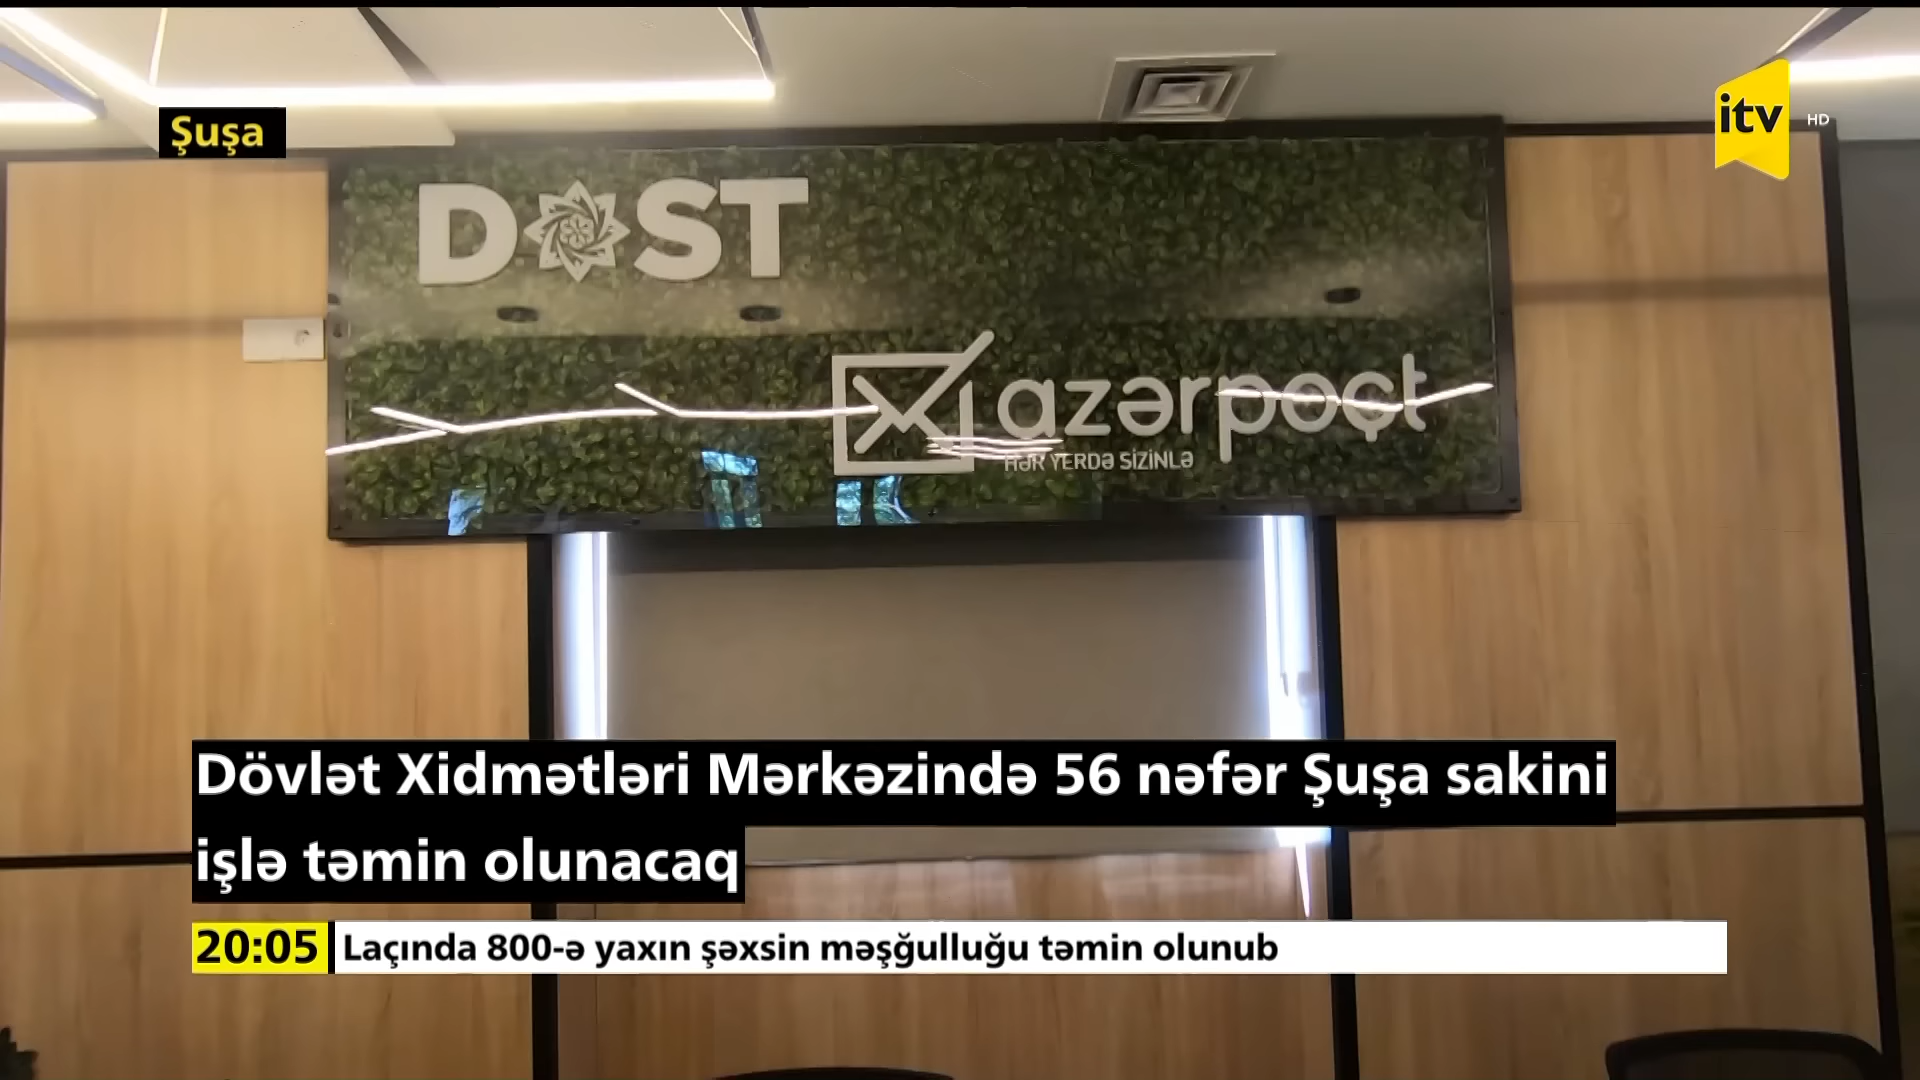 Şuşa
itv HD
DOST
azərpoçt
HƏR YERDƏ SİZİNLƏ
Dövlət Xidmətləri Mərkəzində 56 nəfər Şuşa sakini
işlə təmin olunacaq
20:05 Laçında 800-ə yaxın şəxsin məşğulluğu təmin olunub